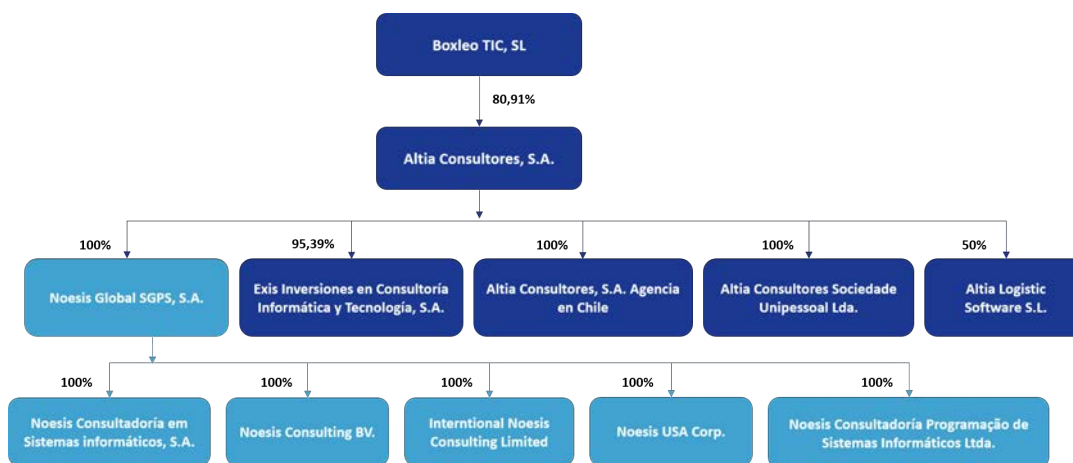 Boxleo TIC, SL
80,91%
Altia Consultores, S.A.
100%
95,39%
100%
100%
50%
Noesis Global SGPS, S.A.
Exis Inversiones en Consultoría
Informática y Tecnología, S.A.
Altia Consultores, S.A. Agencia
en Chile
Altia Consultores Sociedade
Unipessoal Lda.
Altia Logistic
Software S.L.
100%
100%
100%
100%
100%
Noesis Consultadoría em
Sistemas informáticos, S.A.
Noesis Consulting BV.
Interntional Noesis
Consulting Limited
Noesis USA Corp.
Noesis Consultadoría Programação de
Sistemas Informáticos Ltda.